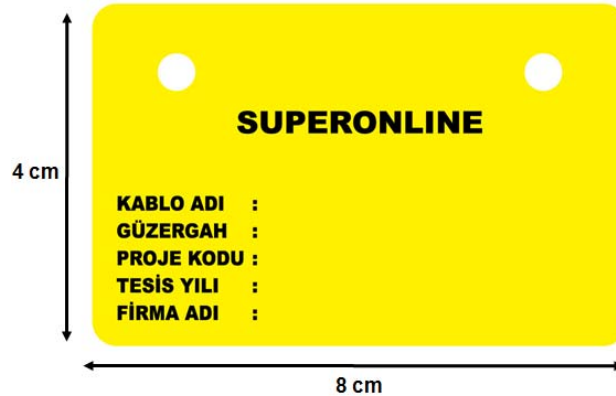 SUPERONLINE
4 cm
KABLO ADI :
GÜZERGAH :
PROJE KODU :
TESİS YILI :
FİRMA ADI :
8 cm